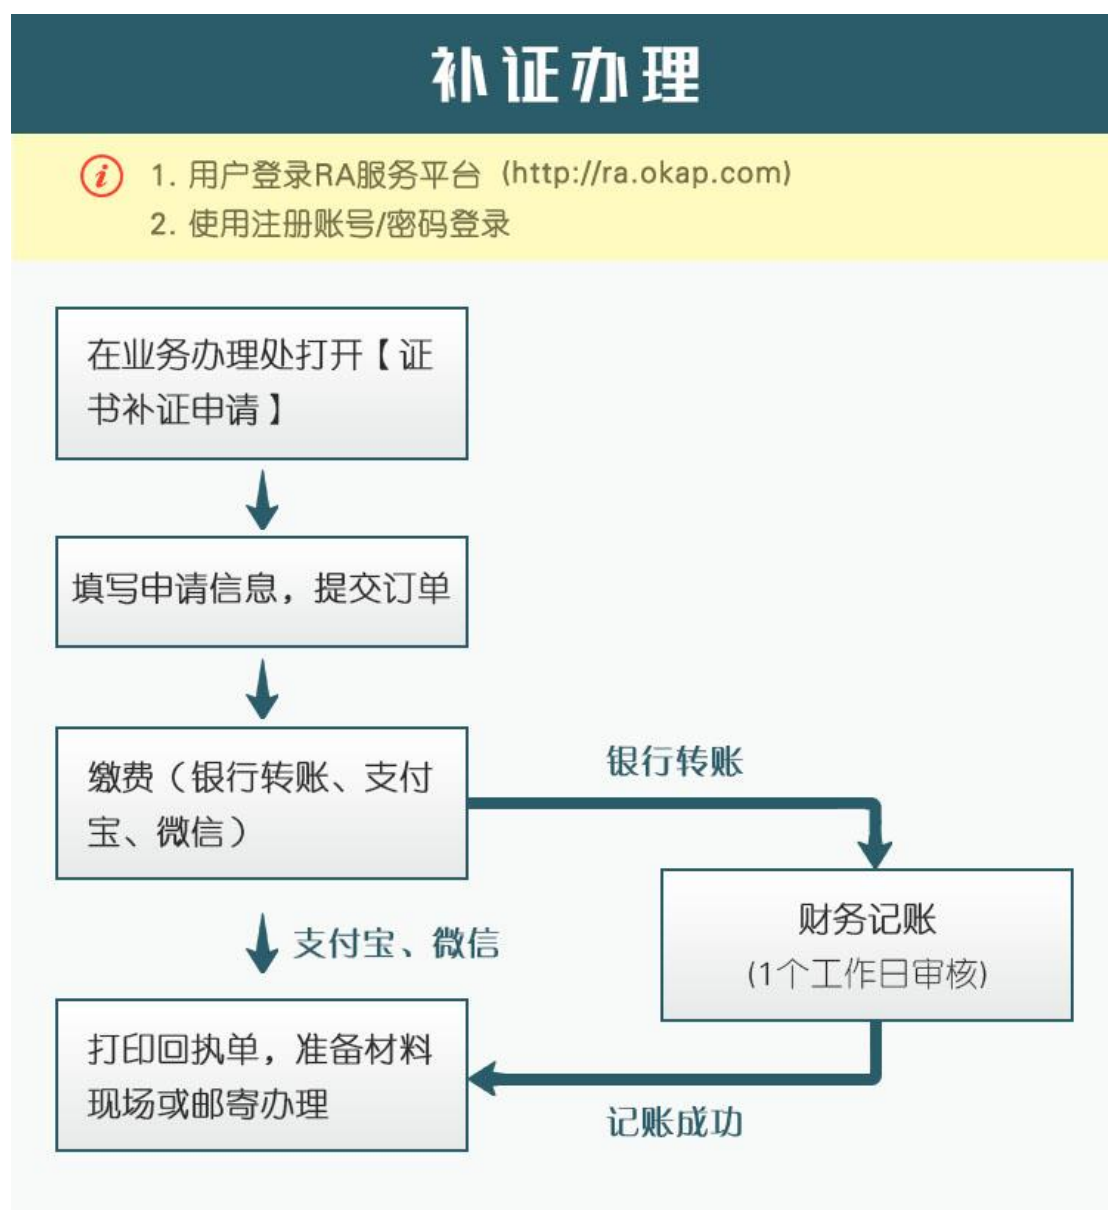 补证办理
1. 用户登录RA服务平台 (http://ra.okap.com)
2. 使用注册账号/密码登录
在业务办理处打开【证
书补证申请】
填写申请信息，提交订单
缴费（银行转账、支付
宝、微信）
银行转账
财务记账
(1个工作日审核)
支付宝、微信
打印回执单，准备材料
现场或邮寄办理
记账成功